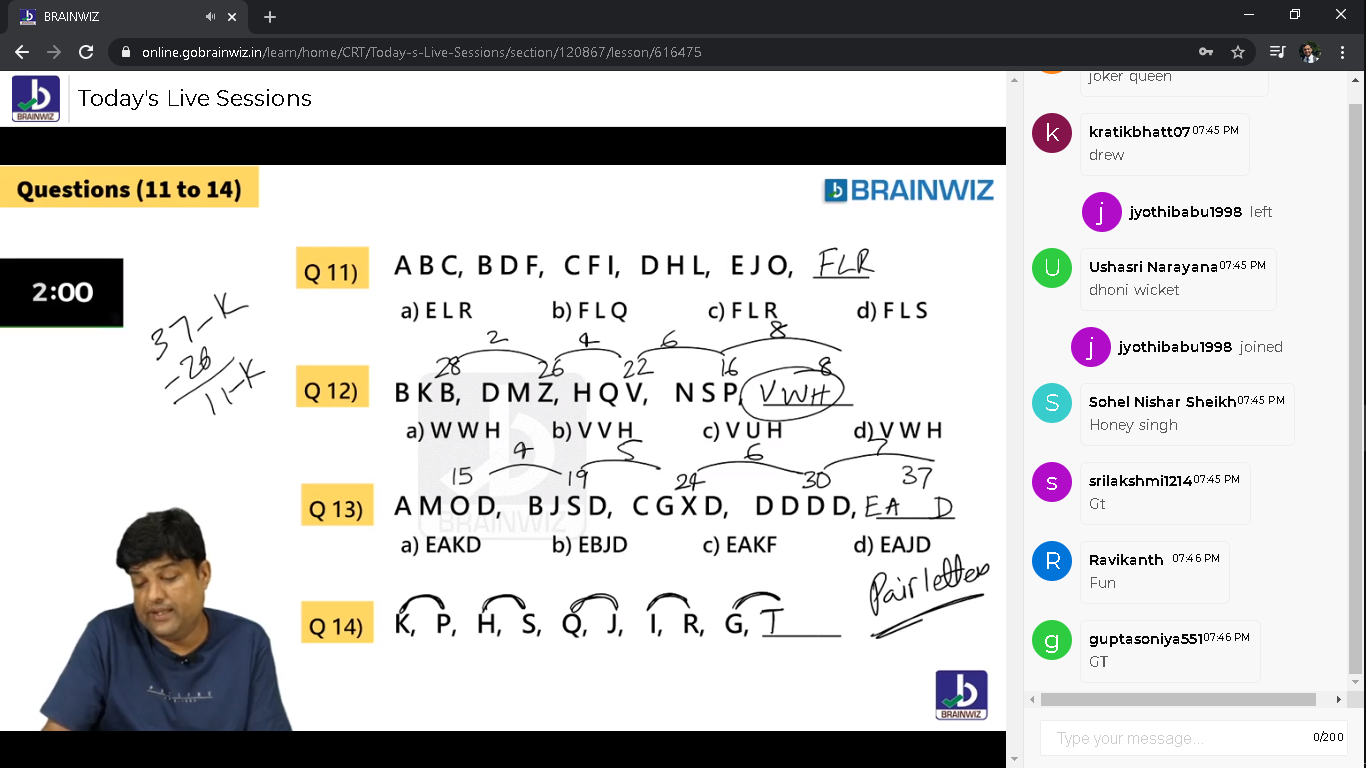 BRAINWIZ
online.gobrainwiz.in/learn/home/CRT/Today-s-Live-Sessions/section/120867/lesson/616475
BRAINWIZ
Today's Live Sessions
Questions (11 to 14)
BRAINWIZ
2:00
37-K
-26
11-K
Q 11) A B C, B D F, C F I, D H L, E J O, FLR
a) E L R b) F L Q c) F L R d) F L S
2 4 6 8
28 26 22 16 -8
Q 12) B K B, D M Z, H Q V, N S P, VWH
a) W W H b) V V H c) V U H d) V W H
4 5 6 7
15 19 24 30 37
Q 13) A M O D, B J S D, C G X D, D D D D, EA D
a) EAKD b) EBJD c) EAKF d) EAJD
Pair letters
Q 14) K, P, H, S, Q, J, I, R, G, T
BRAINWIZ
joker queen
k
kratikbhatt07 07:45 PM
drew
j
jyothibabu1998 left
U
Ushasri Narayana 07:45 PM
dhoni wicket
j
jyothibabu1998 joined
S
Sohel Nishar Sheikh 07:45 PM
Honey singh
s
srilakshmi1214 07:45 PM
Gt
R
Ravikanth 07:46 PM
Fun
g
guptasoniya551 07:46 PM
GT
Type your message...
0/200